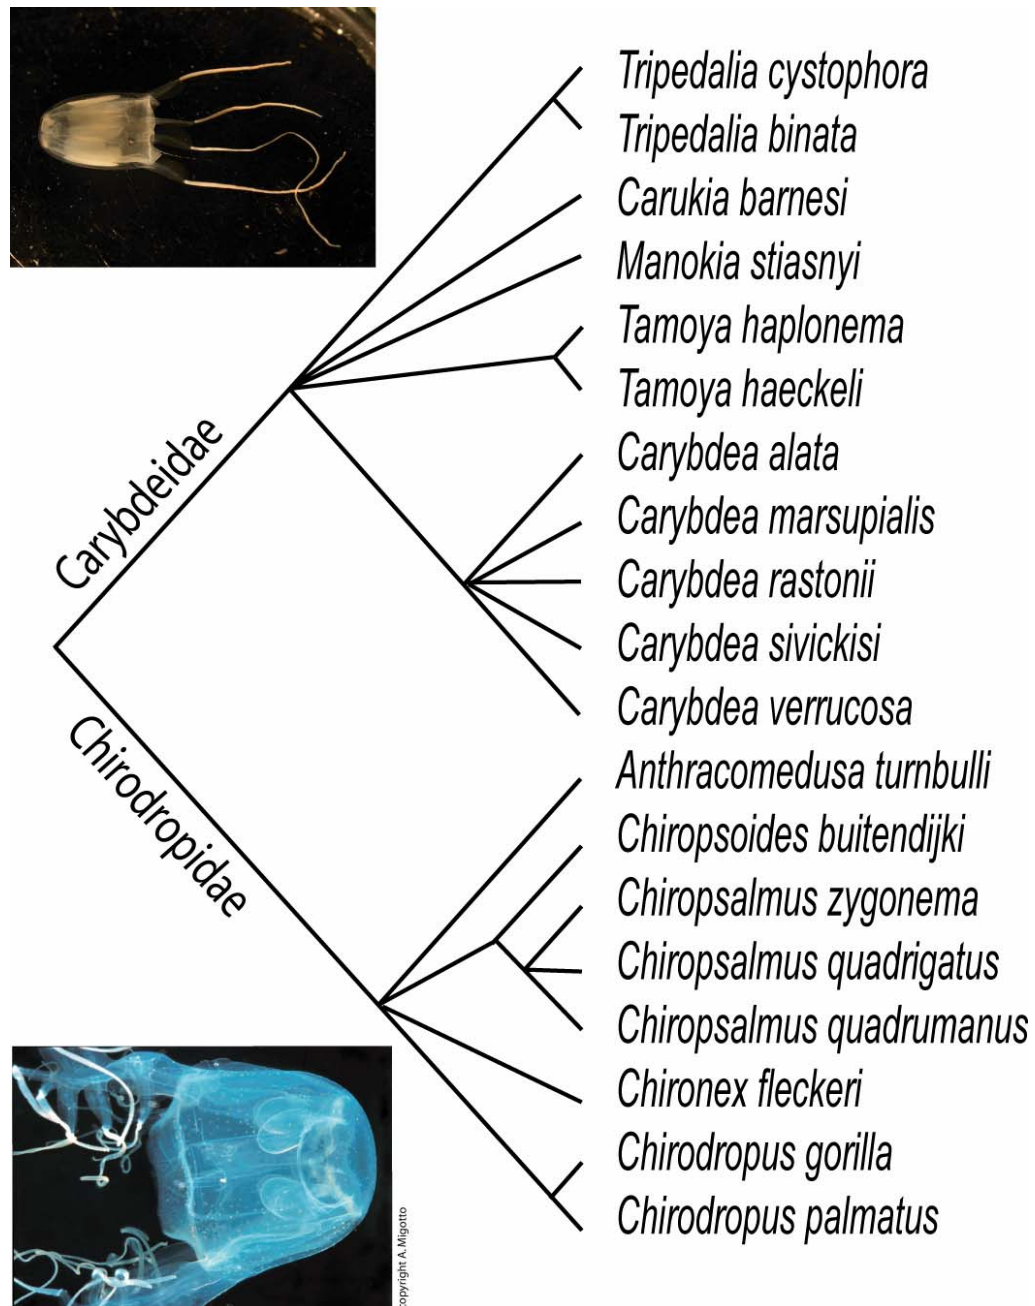 Tripedalia cystophora
Tripedalia binata
Carukia barnesi
Manokia stiasnyi
Tamoya haplonema
Tamoya haeckeli
Carybdea alata
Carybdeidae
Carybdea marsupialis
Carybdea rastonii
Carybdea sivickisi
Carybdea verrucosa
Chirodropidae
Anthracomedusa turnbulli
Chiropsoides buitendijki
Chiropsalmus zygonema
Chiropsalmus quadrigatus
Chiropsalmus quadrumanus
Chironex fleckeri
Chirodropus gorilla
Chirodropus palmatus
copyright A. Migotto